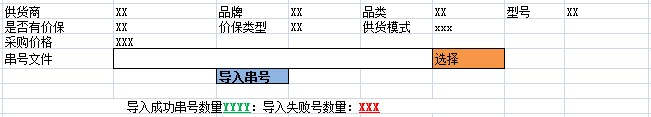 供货商 XX 品牌 XX 品类 XX 型号 XX
是否有价保 XX 价保类型 XX 供货模式 xxx
采购价格 XXX
串号文件 选择
导入串号
导入成功串号数量YYYY；导入失败号数量：XXX